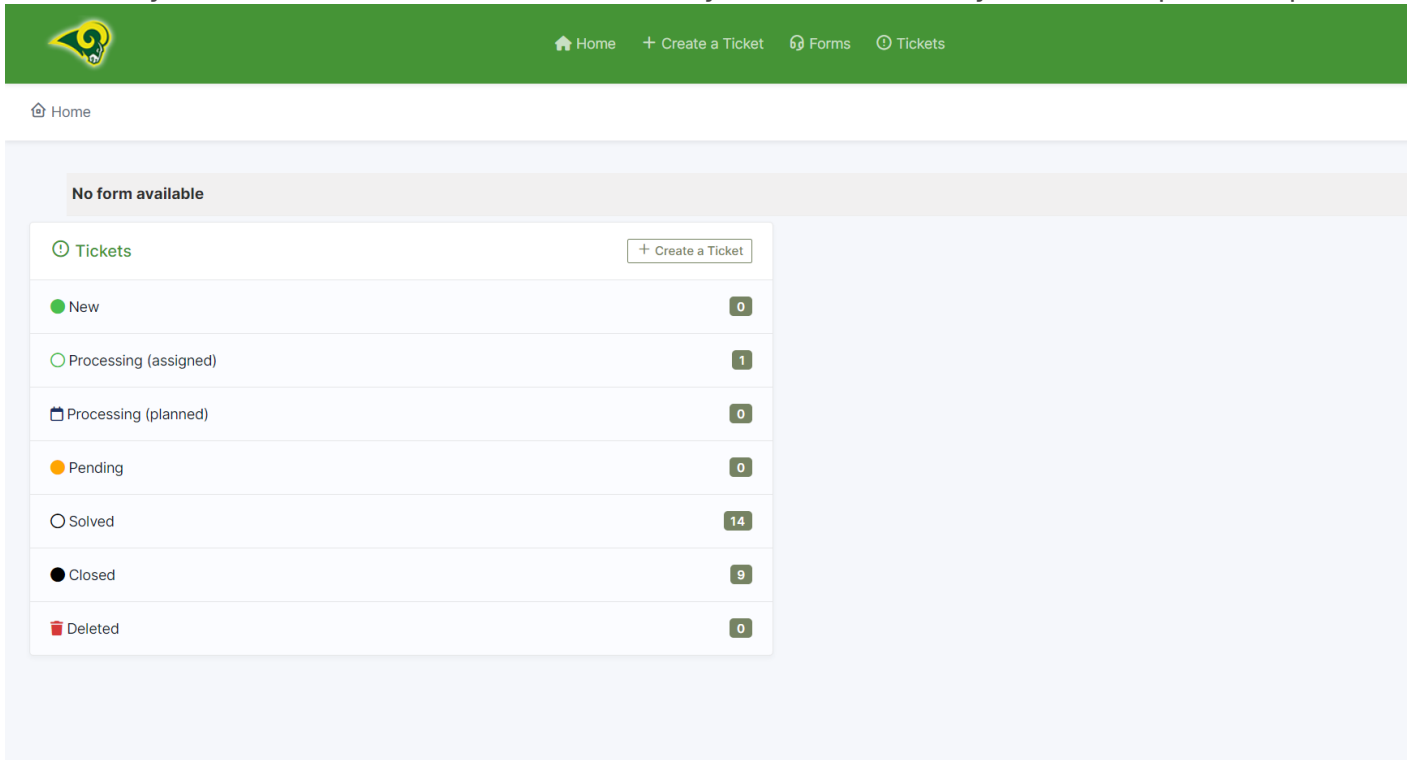 Home + Create a Ticket Forms Tickets
Home
No form available
Tickets + Create a Ticket
New 0
Processing (assigned) 1
Processing (planned) 0
Pending 0
Solved 14
Closed 9
Deleted 0